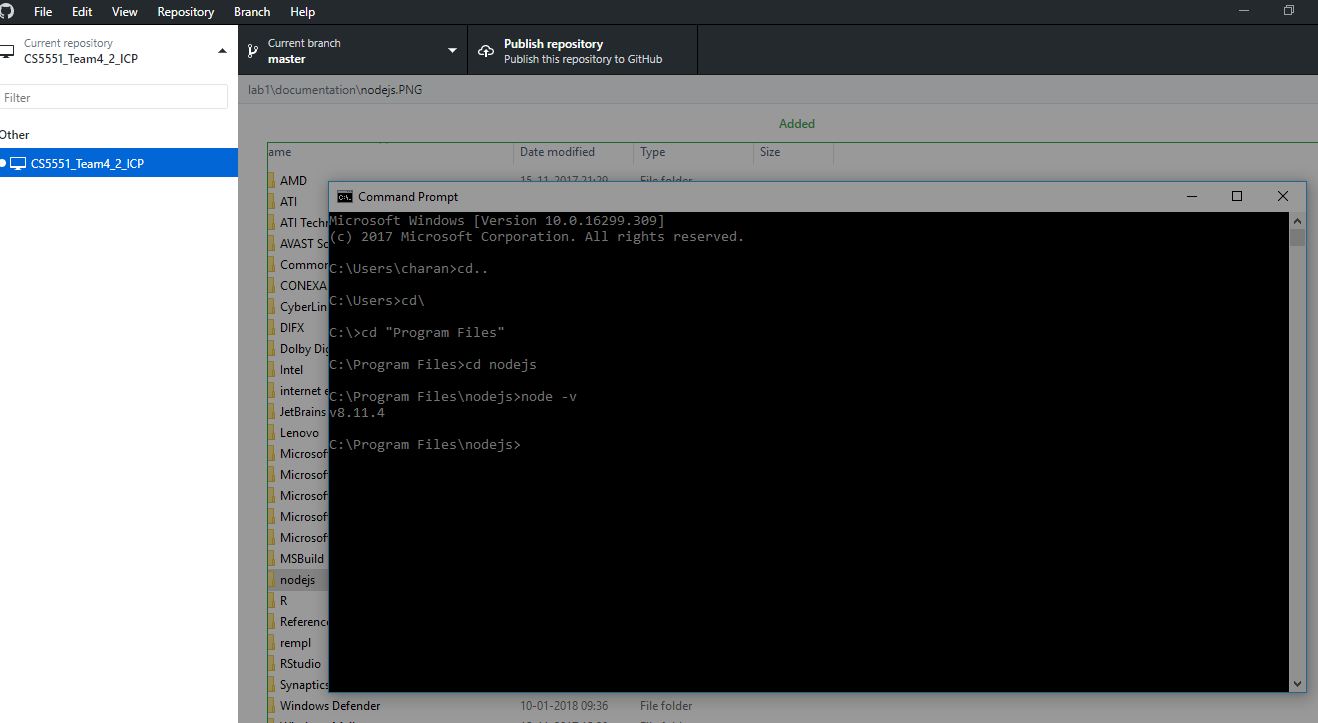 File Edit View Repository Branch Help
Current repository
CS5551_Team4_2_ICP
Current branch
master
Publish repository
Publish this repository to GitHub
Filter
Other
CS5551_Team4_2_ICP
lab1\documentation\nodejs.PNG
Added
ame Date modified Type Size
AMD 15-11-2017 21:29 File folder
ATI
ATI Techn
AVAST So
Common
CONEXA
CyberLin
DIFX
Dolby Dig
Intel
internet e
JetBrains
Lenovo
Microsof
Microsof
Microsof
Microsof
Microsof
MSBuild
nodejs
R
Referenc
rempl
RStudio
Synaptics
Windows Defender 10-01-2018 09:36 File folder
Command Prompt
Microsoft Windows [Version 10.0.16299.309]
(c) 2017 Microsoft Corporation. All rights reserved.
C:\Users\charan>cd..
C:\Users>cd\
C:\>cd "Program Files"
C:\Program Files>cd nodejs
C:\Program Files\nodejs>node -v
v8.11.4
C:\Program Files\nodejs>